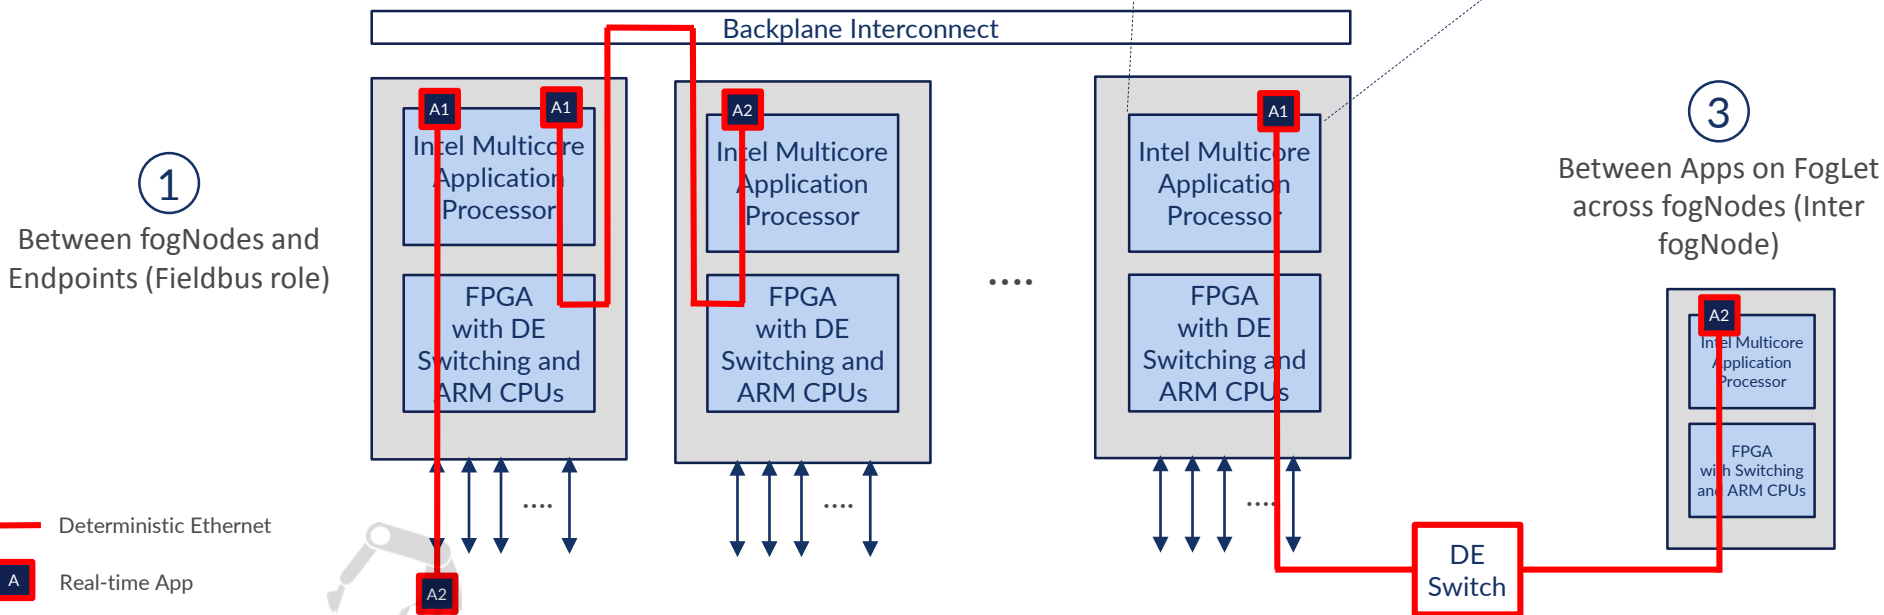 Backplane Interconnect
1
Between fogNodes and
Endpoints (Fieldbus role)
A1
A1
Intel Multicore
Application
Processor
FPGA
with DE
Switching and
ARM CPUs
....
A2
Intel Multicore
Application
Processor
FPGA
with DE
Switching and
ARM CPUs
....
....
A1
Intel Multicore
Application
Processor
FPGA
with DE
Switching and
ARM CPUs
....
3
Between Apps on FogLet
across fogNodes (Inter
fogNode)
A2
Intel Multicore
Application
Processor
FPGA
with Switching
and ARM CPUs
DE
Switch
Deterministic Ethernet
A
Real-time App
A2